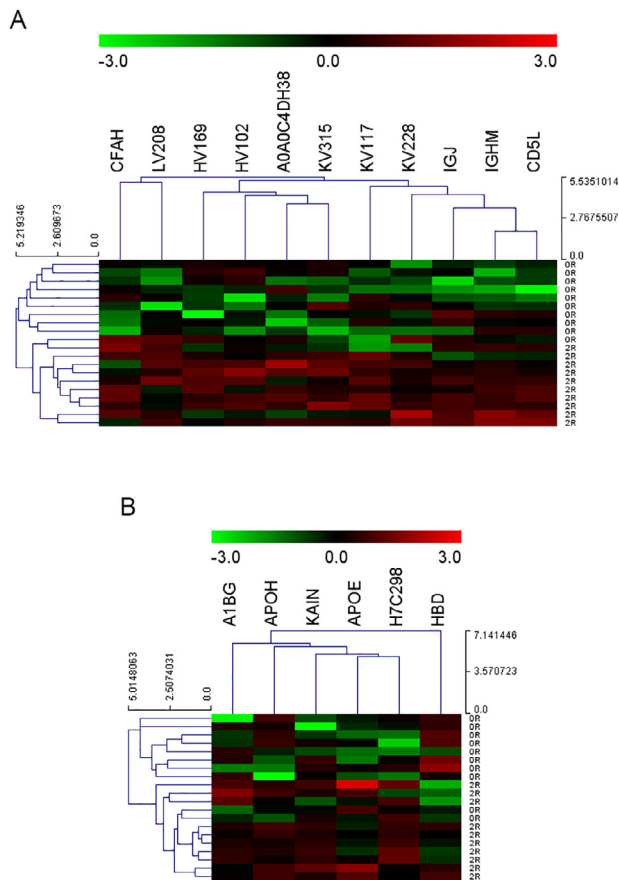 A
-3.0 0.0 3.0
CFAH
LV208
HV169
HV102
A0A0C4DH38
KV315
KV117
KV228
IGJ
IGHM
CD5L
5.5351014
2.7675507
0.0
5.219346
2.609673
0.0
0R
0R
0R
0R
0R
0R
0R
0R
0R
0R
2R
2R
2R
2R
2R
2R
2R
2R
2R
2R
B
-3.0 0.0 3.0
A1BG
APOH
KAIN
APOE
H7C298
HBD
7.141446
3.570723
0.0
5.0148063
2.5074031
0.0
0R
0R
0R
0R
0R
0R
0R
0R
2R
2R
2R
0R
0R
2R
2R
2R
2R
2R
2R
2R